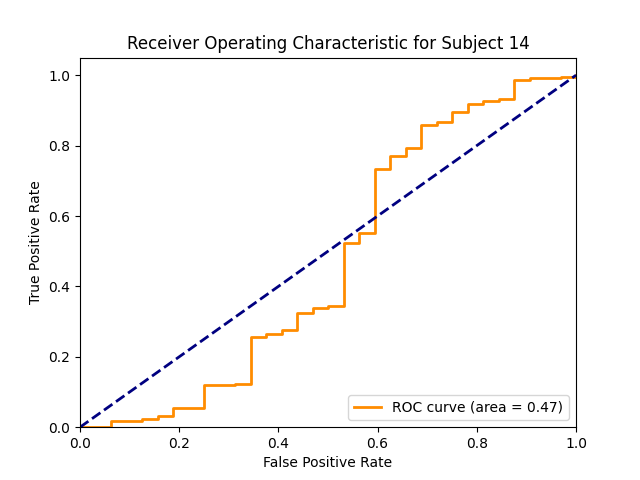 Receiver Operating Characteristic for Subject 14
1.0
0.8
0.6
0.4
0.2
0.0
True Positive Rate
ROC curve (area = 0.47)
0.0 0.2 0.4 0.6 0.8 1.0
False Positive Rate